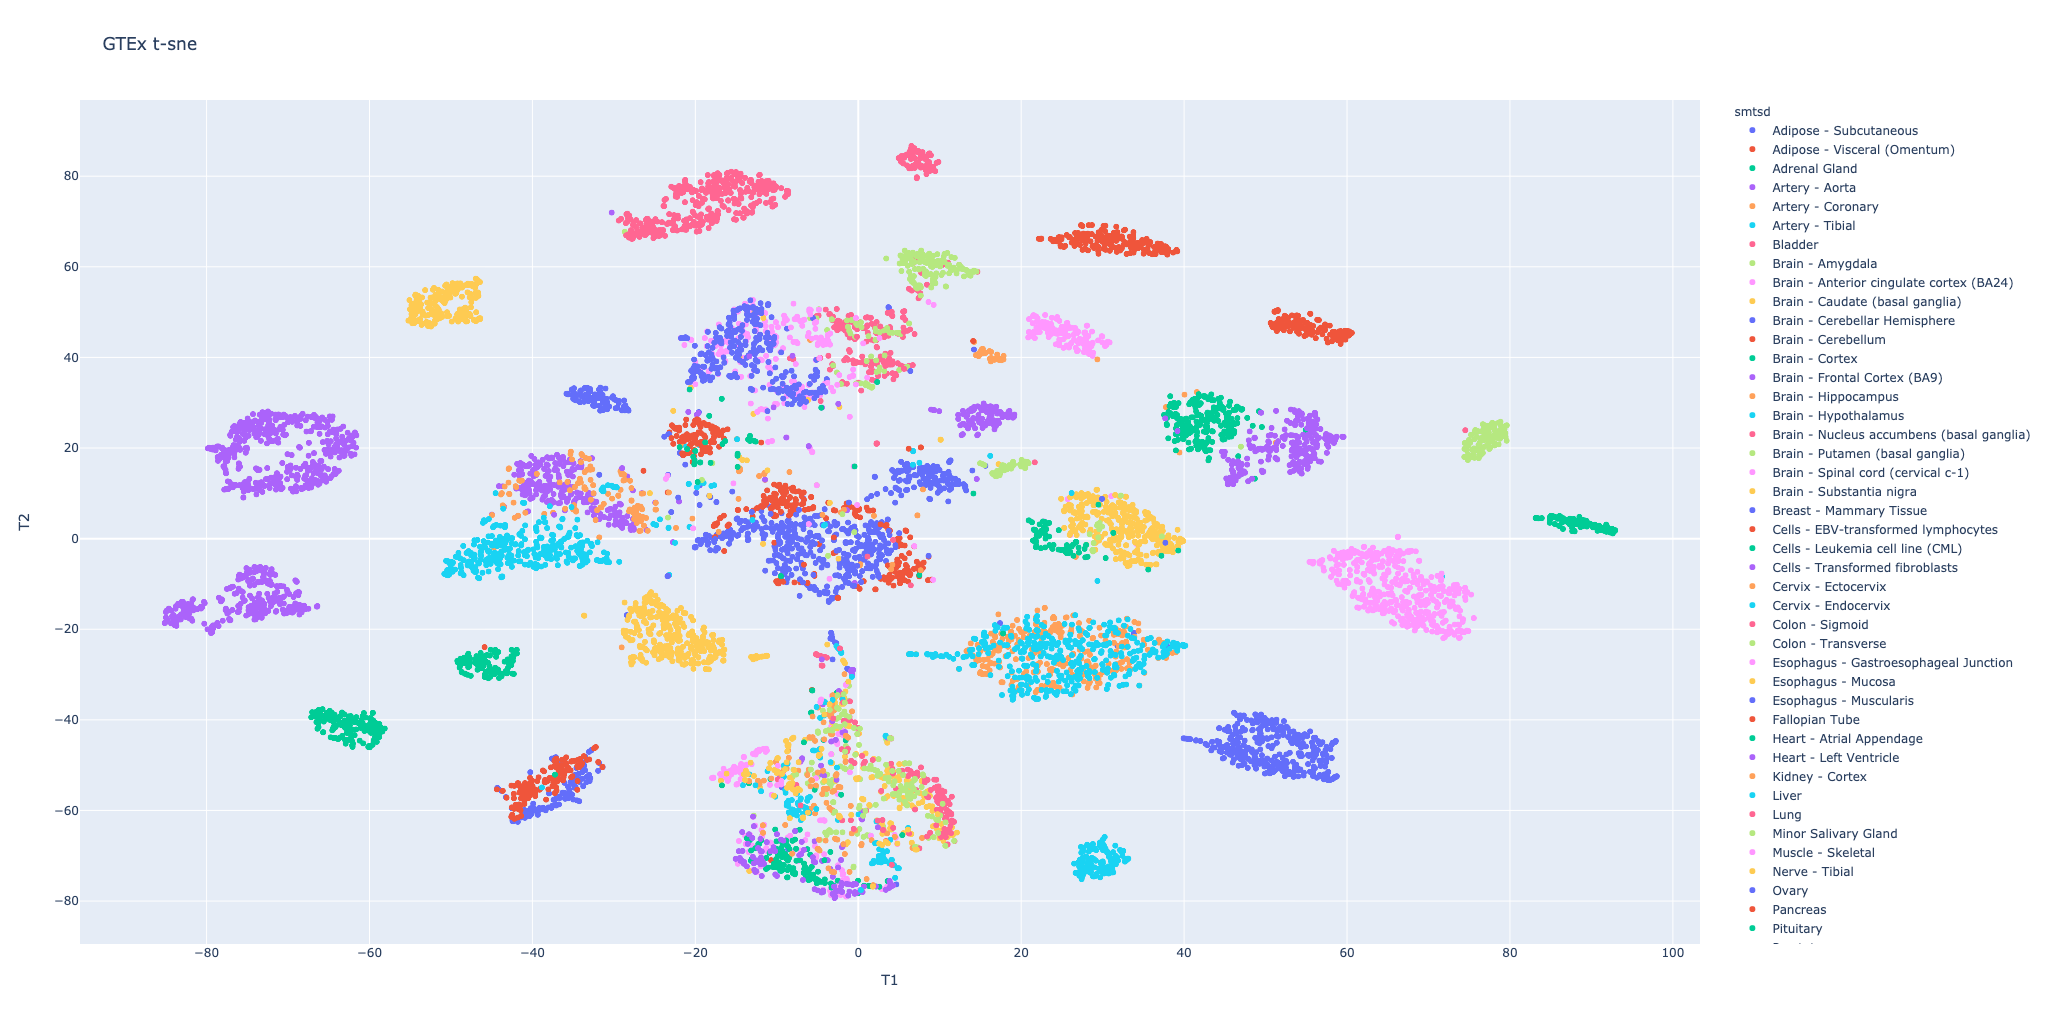 GTEx t-sne
T2
80
60
40
20
0
−20
−40
−60
−80
−80
−60
−40
−20
0
20
40
60
80
100
T1
smtsd
Adipose - Subcutaneous
Adipose - Visceral (Omentum)
Adrenal Gland
Artery - Aorta
Artery - Coronary
Artery - Tibial
Bladder
Brain - Amygdala
Brain - Anterior cingulate cortex (BA24)
Brain - Caudate (basal ganglia)
Brain - Cerebellar Hemisphere
Brain - Cerebellum
Brain - Cortex
Brain - Frontal Cortex (BA9)
Brain - Hippocampus
Brain - Hypothalamus
Brain - Nucleus accumbens (basal ganglia)
Brain - Putamen (basal ganglia)
Brain - Spinal cord (cervical c-1)
Brain - Substantia nigra
Breast - Mammary Tissue
Cells - EBV-transformed lymphocytes
Cells - Leukemia cell line (CML)
Cells - Transformed fibroblasts
Cervix - Ectocervix
Cervix - Endocervix
Colon - Sigmoid
Colon - Transverse
Esophagus - Gastroesophageal Junction
Esophagus - Mucosa
Esophagus - Muscularis
Fallopian Tube
Heart - Atrial Appendage
Heart - Left Ventricle
Kidney - Cortex
Liver
Lung
Minor Salivary Gland
Muscle - Skeletal
Nerve - Tibial
Ovary
Pancreas
Pituitary